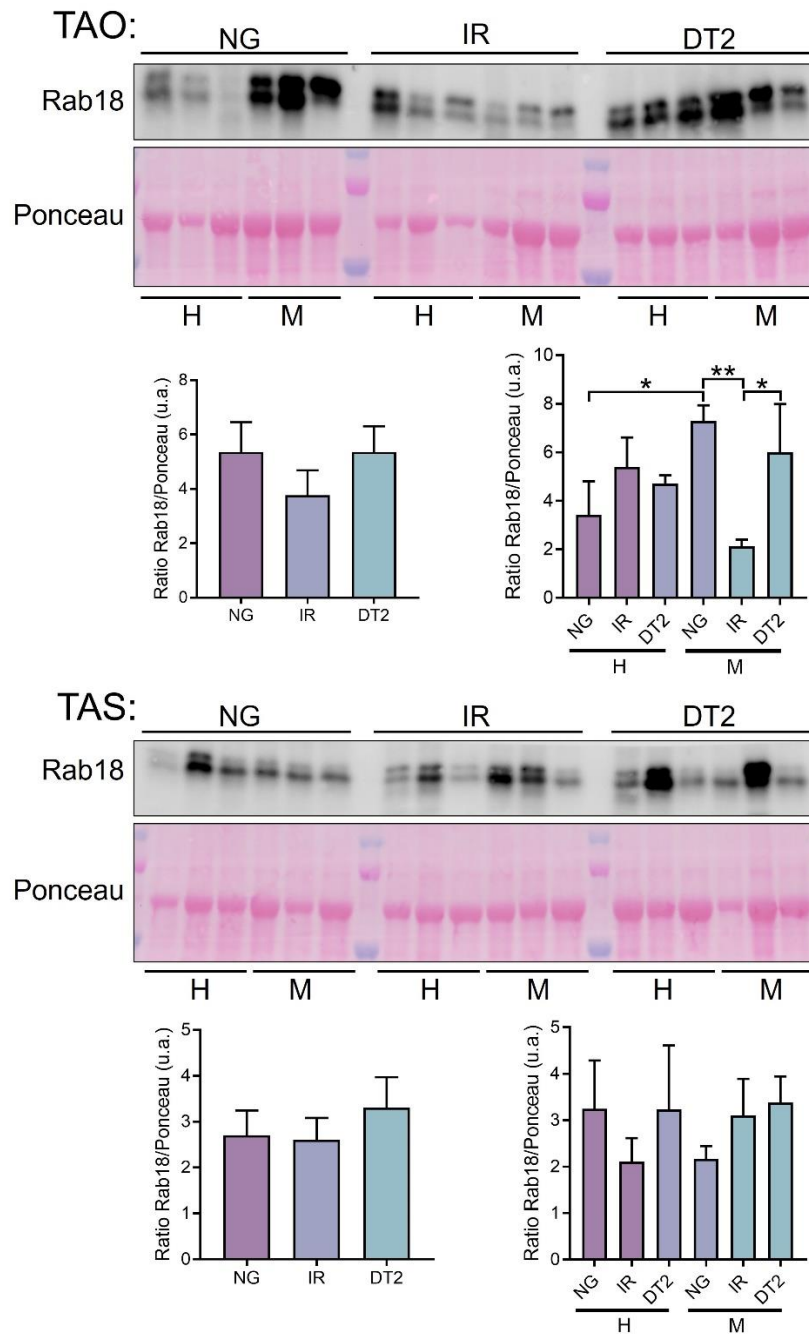 TAO:
NG IR DT2
Rab18
Ponceau
H M H M H M
Ratio Rab18/Ponceau (u.a.)
8
6
4
2
0
NG IR DT2
Ratio Rab18/Ponceau (u.a.)
10
8
6
4
2
0
* ** *
NG IR DT2 NG IR DT2
H M
TAS:
NG IR DT2
Rab18
Ponceau
H M H M H M
Ratio Rab18/Ponceau (u.a.)
5
4
3
2
1
0
NG IR DT2
Ratio Rab18/Ponceau (u.a.)
5
4
3
2
1
0
NG IR DT2 NG IR DT2
H M